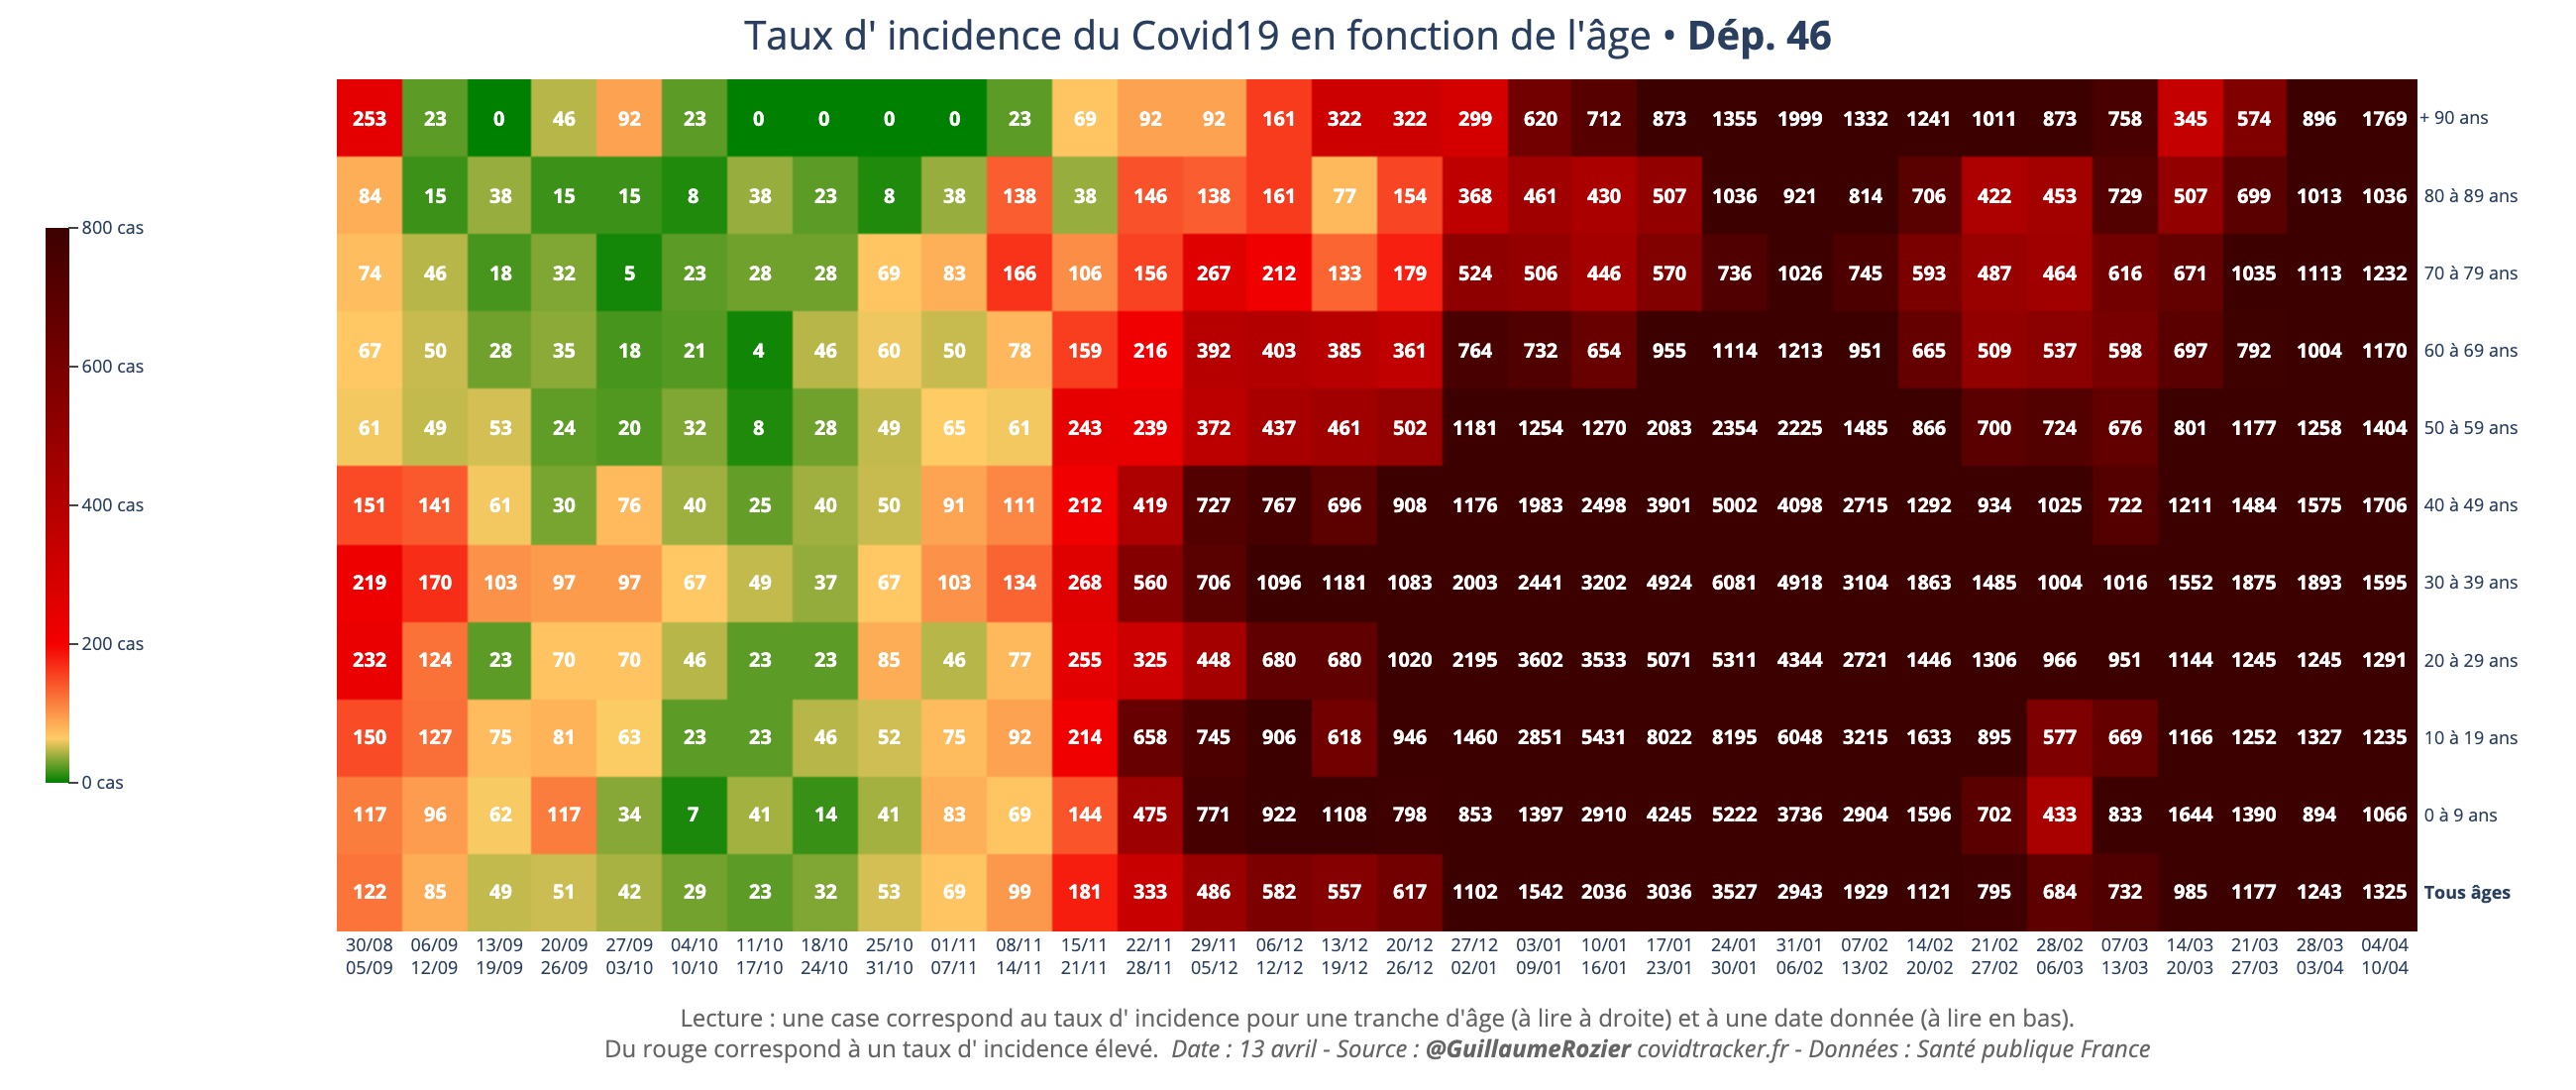 Taux d' incidence du Covid19 en fonction de l'âge • Dép. 46
800 cas
600 cas
400 cas
200 cas
0 cas
253 23 0 46 92 23 0 0 0 0 23 69 92 92 161 322 322 299 620 712 873 1355 1999 1332 1241 1011 873 758 345 574 896 1769 + 90 ans
84 15 38 15 15 8 38 23 8 38 138 38 146 138 161 77 154 368 461 430 507 1036 921 814 706 422 453 729 507 699 1013 1036 80 à 89 ans
74 46 18 32 5 23 28 28 69 83 166 106 156 267 212 133 179 524 506 446 570 736 1026 745 593 487 464 616 671 1035 1113 1232 70 à 79 ans
67 50 28 35 18 21 4 46 60 50 78 159 216 392 403 385 361 764 732 654 955 1114 1213 951 665 509 537 598 697 792 1004 1170 60 à 69 ans
61 49 53 24 20 32 8 28 49 65 61 243 239 372 437 461 502 1181 1254 1270 2083 2354 2225 1485 866 700 724 676 801 1177 1258 1404 50 à 59 ans
151 141 61 30 76 40 25 40 50 91 111 212 419 727 767 696 908 1176 1983 2498 3901 5002 4098 2715 1292 934 1025 722 1211 1484 1575 1706 40 à 49 ans
219 170 103 97 97 67 49 37 67 103 134 268 560 706 1096 1181 1083 2003 2441 3202 4924 6081 4918 3104 1863 1485 1004 1016 1552 1875 1893 1595 30 à 39 ans
232 124 23 70 70 46 23 23 85 46 77 255 325 448 680 680 1020 2195 3602 3533 5071 5311 4344 2721 1446 1306 966 951 1144 1245 1245 1291 20 à 29 ans
150 127 75 81 63 23 23 46 52 75 92 214 658 745 906 618 946 1460 2851 5431 8022 8195 6048 3215 1633 895 577 669 1166 1252 1327 1235 10 à 19 ans
117 96 62 117 34 7 41 14 41 83 69 144 475 771 922 1108 798 853 1397 2910 4245 5222 3736 2904 1596 702 433 833 1644 1390 894 1066 0 à 9 ans
122 85 49 51 42 29 23 32 53 69 99 181 333 486 582 557 617 1102 1542 2036 3036 3527 2943 1929 1121 795 684 732 985 1177 1243 1325 Tous âges
30/08 06/09 13/09 20/09 27/09 04/10 11/10 18/10 25/10 01/11 08/11 15/11 22/11 29/11 06/12 13/12 20/12 27/12 03/01 10/01 17/01 24/01 31/01 07/02 14/02 21/02 28/02 07/03 14/03 21/03 28/03 04/04
05/09 12/09 19/09 26/09 03/10 10/10 17/10 24/10 31/10 07/11 14/11 21/11 28/11 05/12 12/12 19/12 26/12 02/01 09/01 16/01 23/01 30/01 06/02 13/02 20/02 27/02 06/03 13/03 20/03 27/03 03/04 10/04
Lecture : une case correspond au taux d' incidence pour une tranche d'âge (à lire à droite) et à une date donnée (à lire en bas).
Du rouge correspond à un taux d' incidence élevé. Date : 13 avril - Source : @GuillaumeRozier covidtracker.fr - Données : Santé publique France